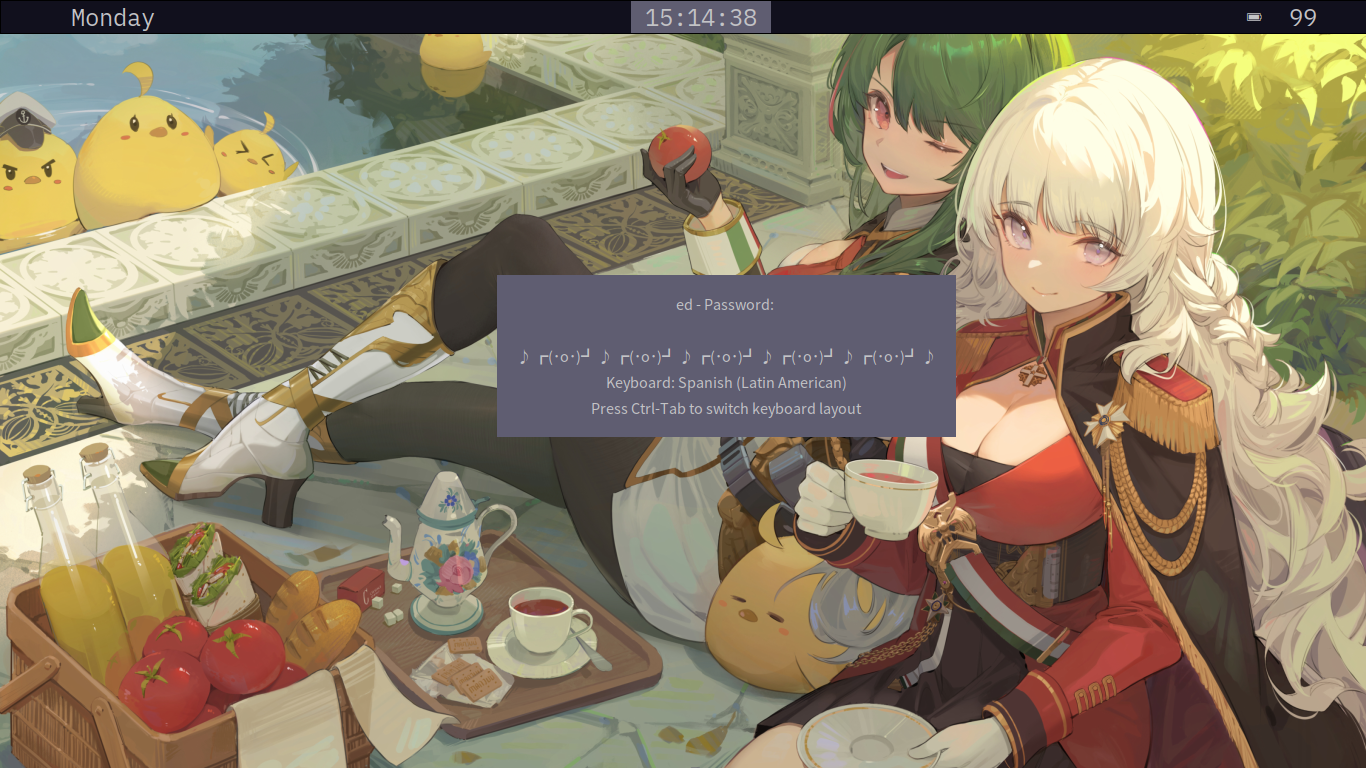 Monday
15:14:38
99
ed - Password:
♪ ┏(·o·)┛ ♪ ┏(·o·)┛ ♪ ┏(·o·)┛ ♪ ┏(·o·)┛ ♪ ┏(·o·)┛ ♪
Keyboard: Spanish (Latin American)
Press Ctrl-Tab to switch keyboard layout